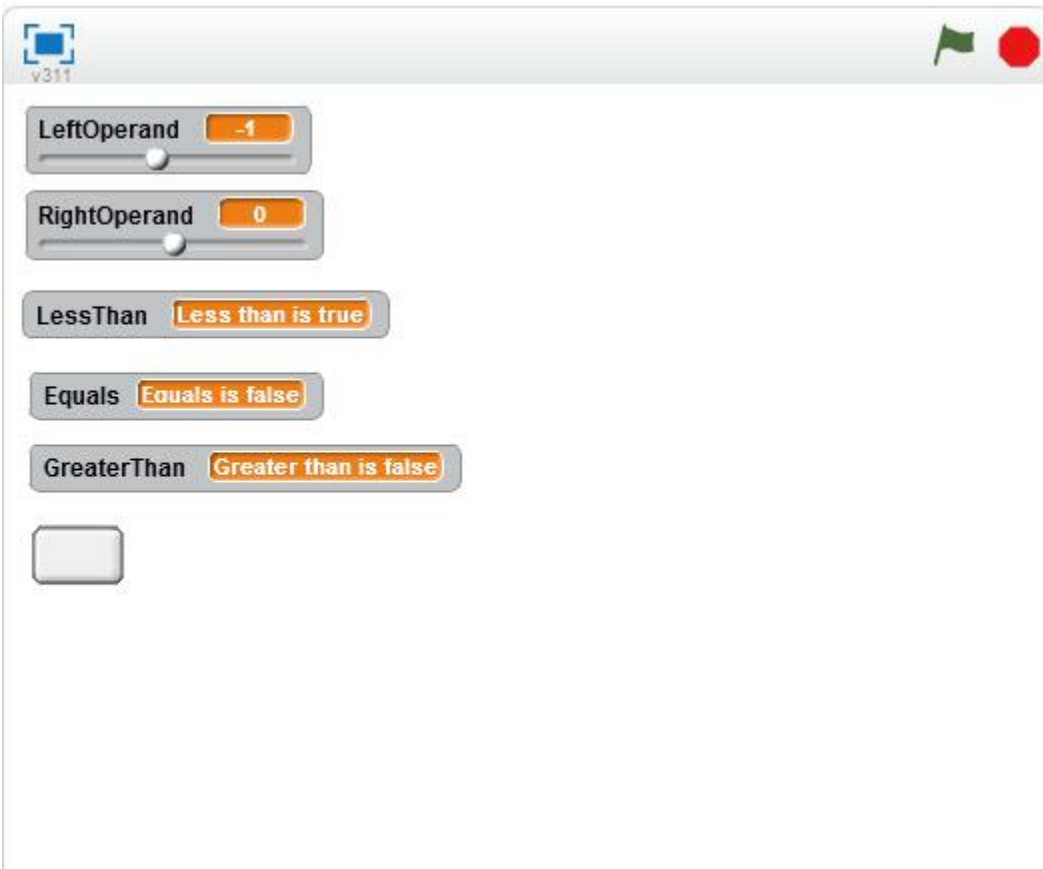 v311
LeftOperand -1
RightOperand 0
LessThan Less than is true
Equals Equals is false
GreaterThan Greater than is false